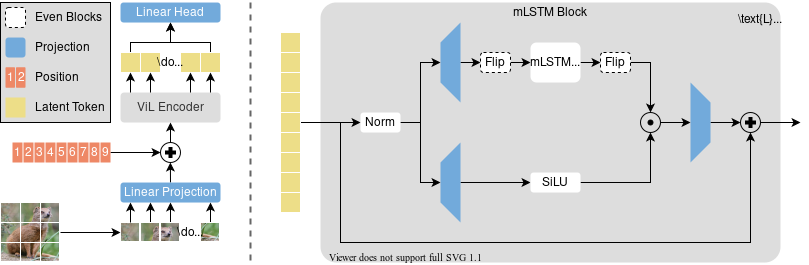 Even Blocks
Projection
1 2 Position
Latent Token
Linear Head
\do...
ViL Encoder
1 2 3 4 5 6 7 8 9
Linear Projection
\do...
mLSTM Block
\text{L}...
Flip
mLSTM...
Flip
Norm
SiLU
Viewer does not support full SVG 1.1